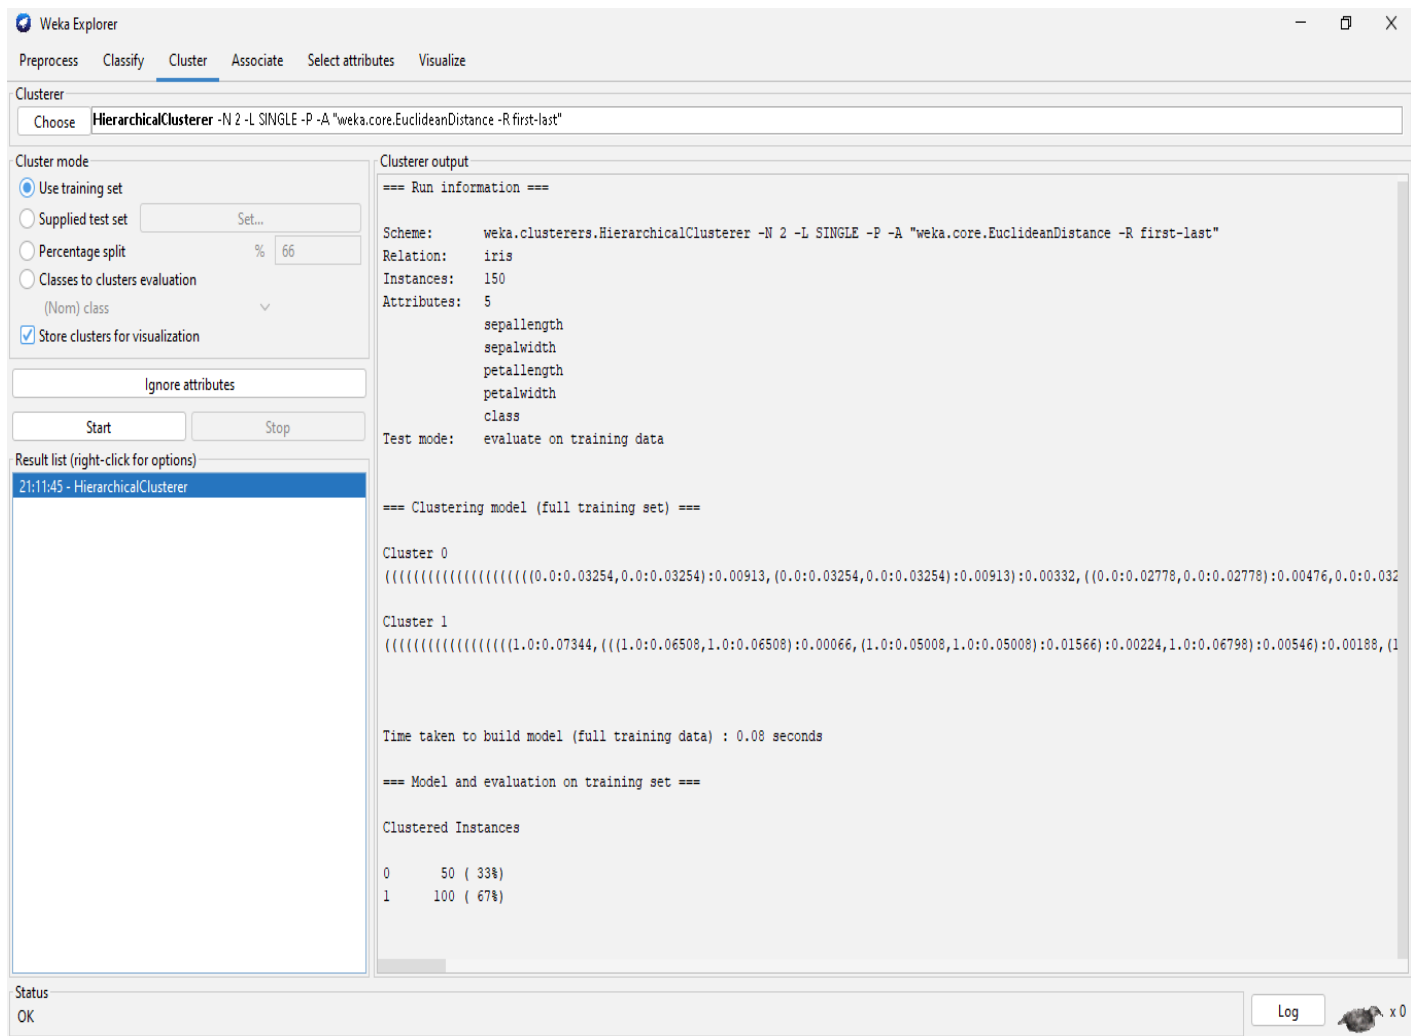 Weka Explorer
Preprocess Classify Cluster Associate Select attributes Visualize
Clusterer
Choose HierarchicalClusterer -N 2 -L SINGLE -P -A "weka.core.EuclideanDistance -R first-last"
Cluster mode
Use training set
Supplied test set Set...
Percentage split % 66
Classes to clusters evaluation
(Nom) class
Store clusters for visualization
Ignore attributes
Start Stop
Result list (right-click for options)
21:11:45 - HierarchicalClusterer
Clusterer output
=== Run information ===
Scheme: weka.clusterers.HierarchicalClusterer -N 2 -L SINGLE -P -A "weka.core.EuclideanDistance -R first-last"
Relation: iris
Instances: 150
Attributes: 5
sepallength
sepalwidth
petallength
petalwidth
class
Test mode: evaluate on training data
=== Clustering model (full training set) ===
Cluster 0
((((((((((((((((((((((0.0:0.03254,0.0:0.03254):0.00913,(0.0:0.03254,0.0:0.03254):0.00913):0.00332,((0.0:0.02778,0.0:0.02778):0.00476,0.0:0.032
Cluster 1
((((((((((((((((((1.0:0.07344,(((1.0:0.06508,1.0:0.06508):0.00066,(1.0:0.05008,1.0:0.05008):0.01566):0.00224,1.0:0.06798):0.00546):0.00188,(1
Time taken to build model (full training data) : 0.08 seconds
=== Model and evaluation on training set ===
Clustered Instances
0 50 ( 33%)
1 100 ( 67%)
Status
OK
Log x 0